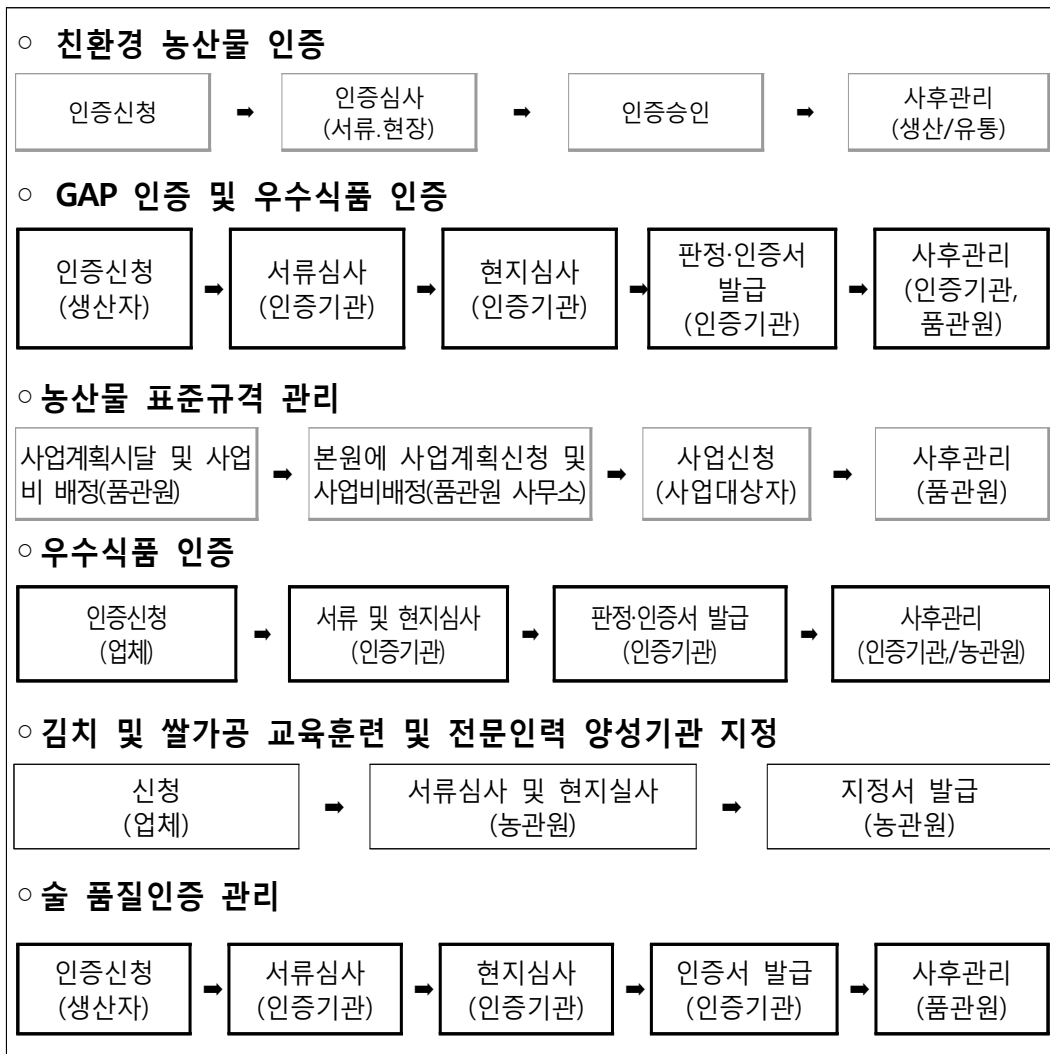 ○ 친환경 농산물 인증
인증신청 ➡ 인증심사 ➡ 인증승인 ➡ 사후관리
(서류.현장) (생산/유통)
○ GAP 인증 및 우수식품 인증
인증신청 ➡ 서류심사 ➡ 현지심사 ➡ 판정·인증서 ➡ 사후관리
(생산자) (인증기관) (인증기관) 발급 (인증기관,
(인증기관) 품관원)
○ 농산물 표준규격 관리
사업계획시달 및 사업 ➡ 본원에 사업계획신청 및 ➡ 사업신청 ➡ 사후관리
비 배정(품관원) 사업비배정(품관원 사무소) (사업대상자) (품관원)
○ 우수식품 인증
인증신청 ➡ 서류 및 현지심사 ➡ 판정·인증서 발급 ➡ 사후관리
(업체) (인증기관) (인증기관) (인증기관,/농관원)
○ 김치 및 쌀가공 교육훈련 및 전문인력 양성기관 지정
신청 ➡ 서류심사 및 현지실사 ➡ 지정서 발급
(업체) (농관원) (농관원)
○ 술 품질인증 관리
인증신청 ➡ 서류심사 ➡ 현지심사 ➡ 인증서 발급 ➡ 사후관리
(생산자) (인증기관) (인증기관) (인증기관) (품관원)